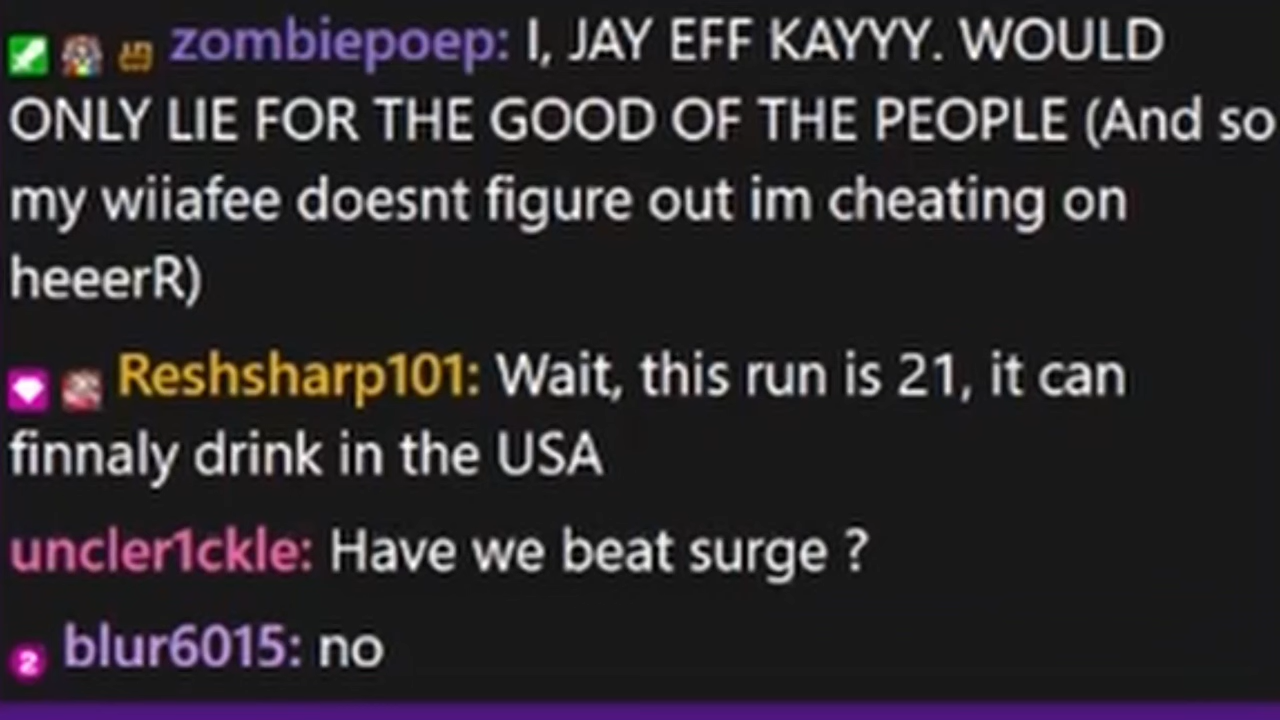 zombiepoep: I, JAY EFF KAYYY. WOULD
ONLY LIE FOR THE GOOD OF THE PEOPLE (And so
my wiiafee doesnt figure out im cheating on
heeerR)
Reshsharp101: Wait, this run is 21, it can
finnaly drink in the USA
uncler1ckle: Have we beat surge ?
2 blur6015: no